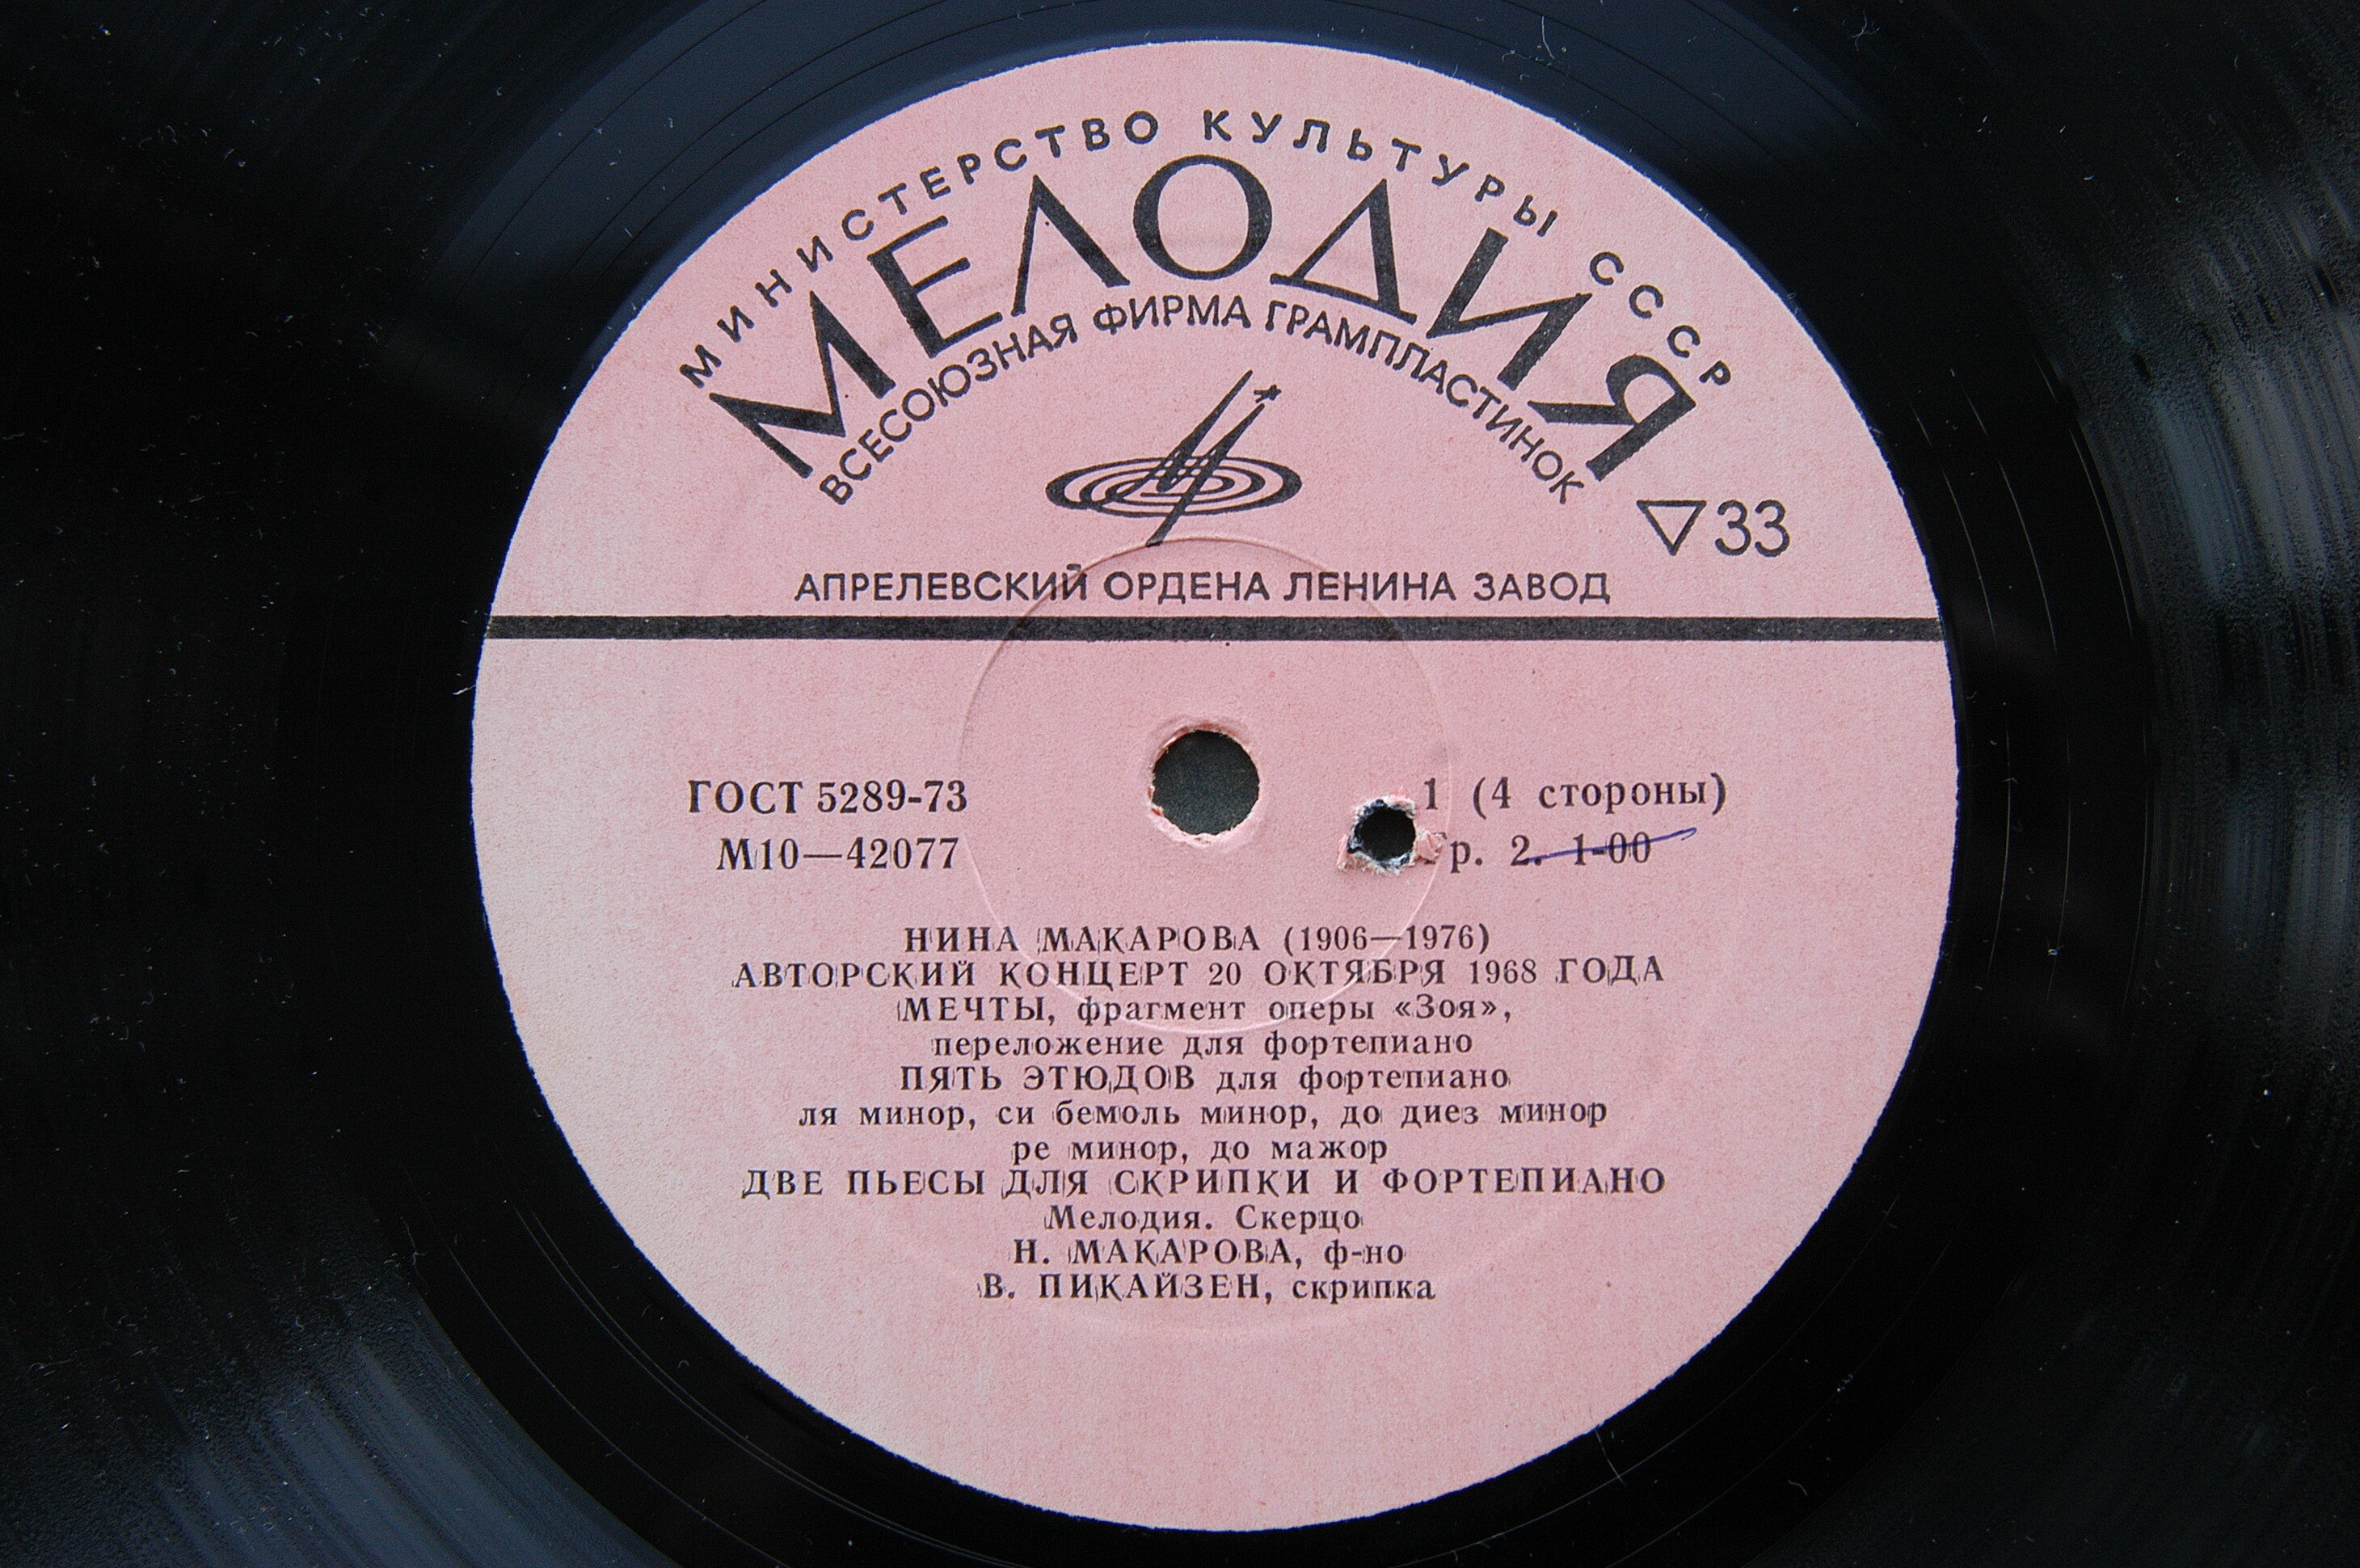 МИНИСТЕРСТВО КУЛЬТУРЫ СССР
МЕЛОДИЯ
ВСЕСОЮЗНАЯ ФИРМА ГРАМПЛАСТИНОК
33
АПРЕЛЕВСКИЙ ОРДЕНА ЛЕНИНА ЗАВОД
ГОСТ 5289-73
1 (4 стороны)
М10—42077
р. 2. 1-00
НИНА МАКАРОВА (1906—1976)
АВТОРСКИЙ КОНЦЕРТ 20 ОКТЯБРЯ 1968 ГОДА
МЕЧТЫ, фрагмент оперы «Зоя»,
переложение для фортепиано
ПЯТЬ ЭТЮДОВ для фортепиано
ля минор, си бемоль минор, до диез минор
ре минор, до мажор
ДВЕ ПЬЕСЫ ДЛЯ СКРИПКИ И ФОРТЕПИАНО
Мелодия. Скерцо
Н. МАКАРОВА, ф-но
В. ПИКАЙЗЕН, скрипка